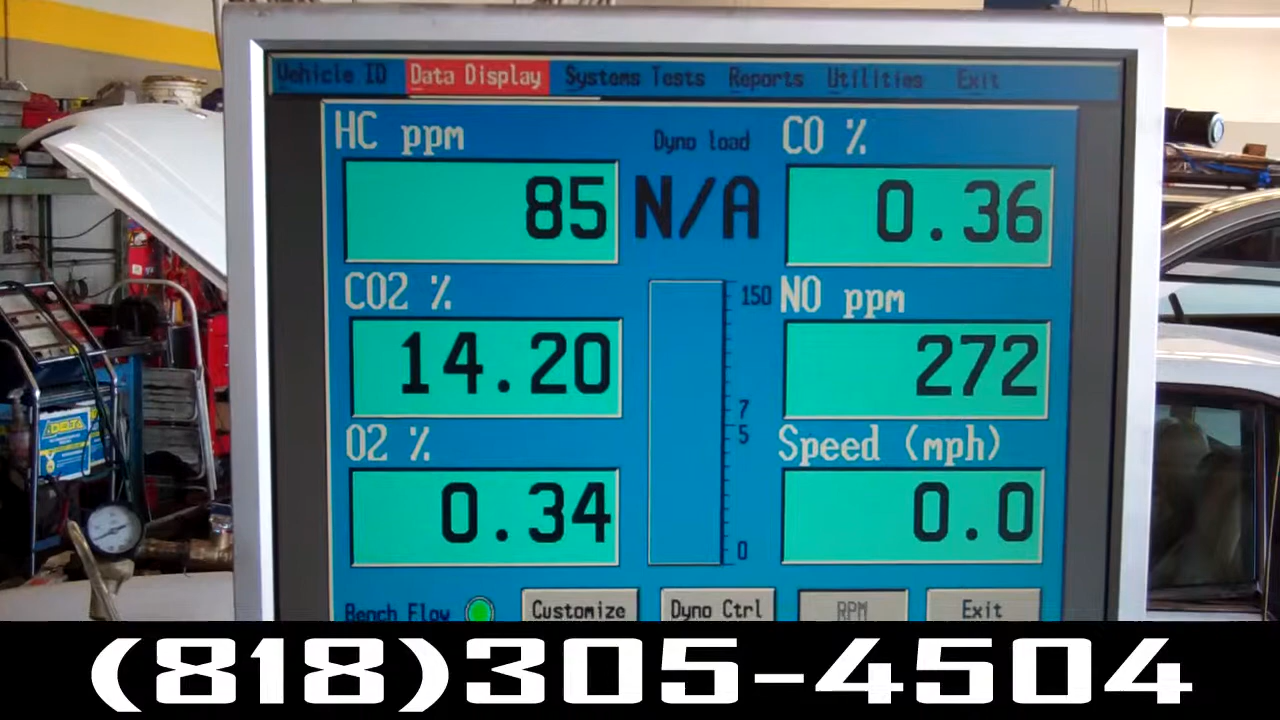 Vehicle ID Data Display Systems Tests Reports Utilities Exit
HC ppm Dyno load CO %
85 N/A 0.36
CO2 % 150 NO ppm
14.20 272
7
O2 % 5 Speed (mph)
0.34 0.0
0
Bench Flow Customize Dyno Ctrl RPM Exit
DELTA
(818)305-4504